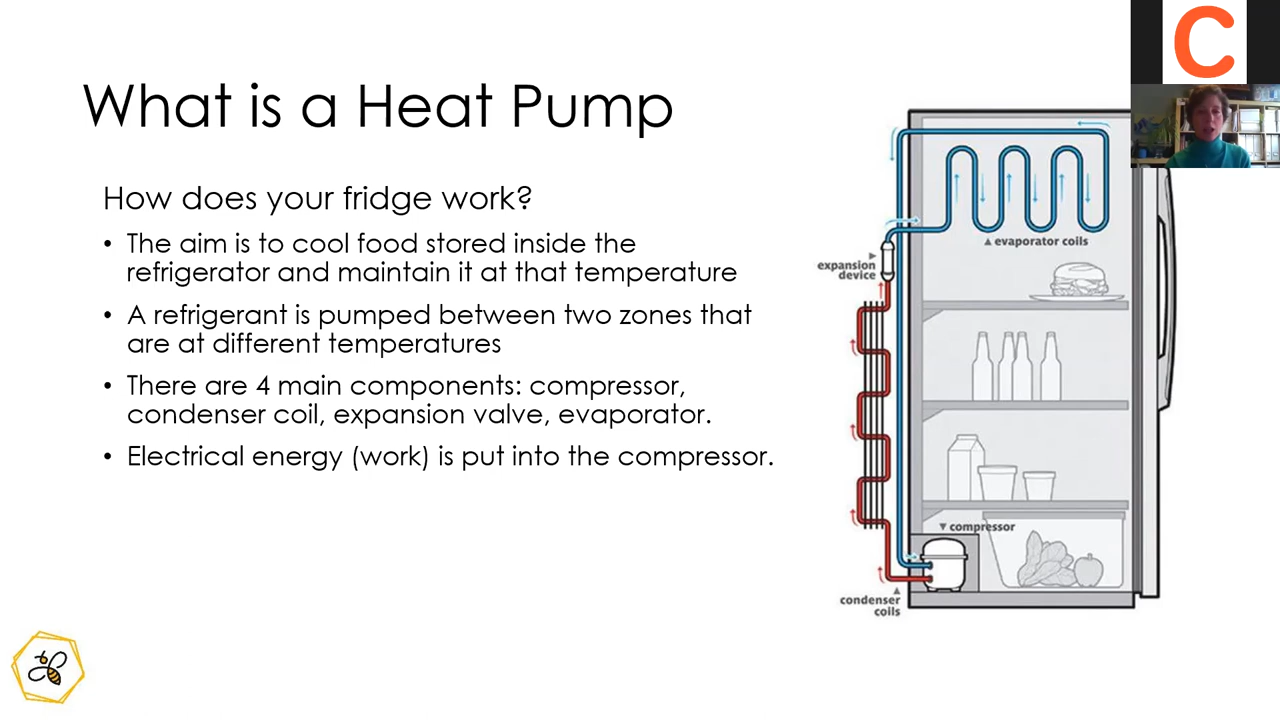 C
What is a Heat Pump
How does your fridge work?
• The aim is to cool food stored inside the
refrigerator and maintain it at that temperature
• A refrigerant is pumped between two zones that
are at different temperatures
• There are 4 main components: compressor,
condenser coil, expansion valve, evaporator.
• Electrical energy (work) is put into the compressor.
evaporator coils
expansion
device
compressor
condenser
coils